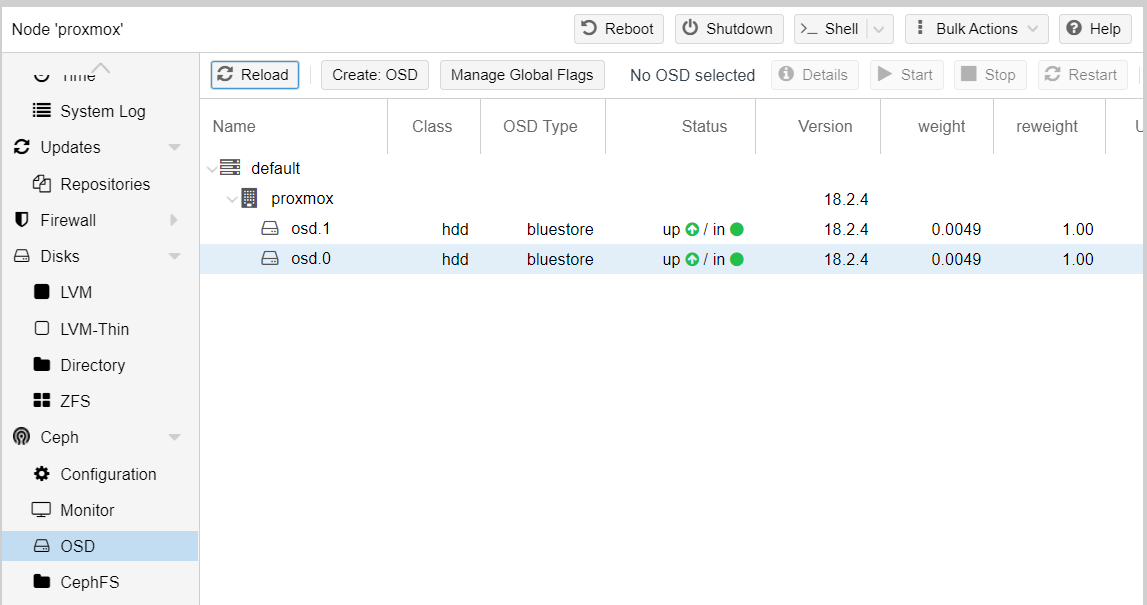 Node 'proxmox'
Reboot
Shutdown
>_ Shell
Bulk Actions
Help
Time
System Log
Updates
Repositories
Firewall
Disks
LVM
LVM-Thin
Directory
ZFS
Ceph
Configuration
Monitor
OSD
CephFS
Reload
Create: OSD
Manage Global Flags
No OSD selected
Details
Start
Stop
Restart
Name Class OSD Type Status Version weight reweight
default
proxmox 18.2.4
osd.1 hdd bluestore up / in 18.2.4 0.0049 1.00
osd.0 hdd bluestore up / in 18.2.4 0.0049 1.00